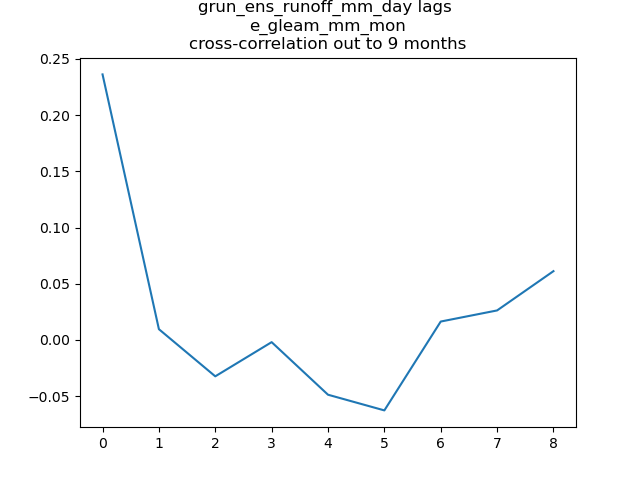 grun_ens_runoff_mm_day lags
e_gleam_mm_mon
cross-correlation out to 9 months
0.25
0.20
0.15
0.10
0.05
0.00
−0.05
0 1 2 3 4 5 6 7 8